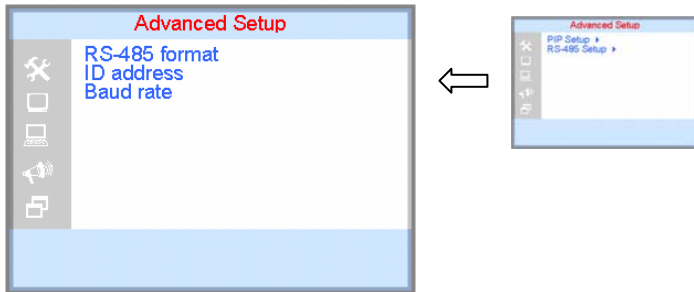 Advanced Setup
RS-485 format
ID address
Baud rate
Advanced Setup
PIP Setup ▸
RS-485 Setup ▸